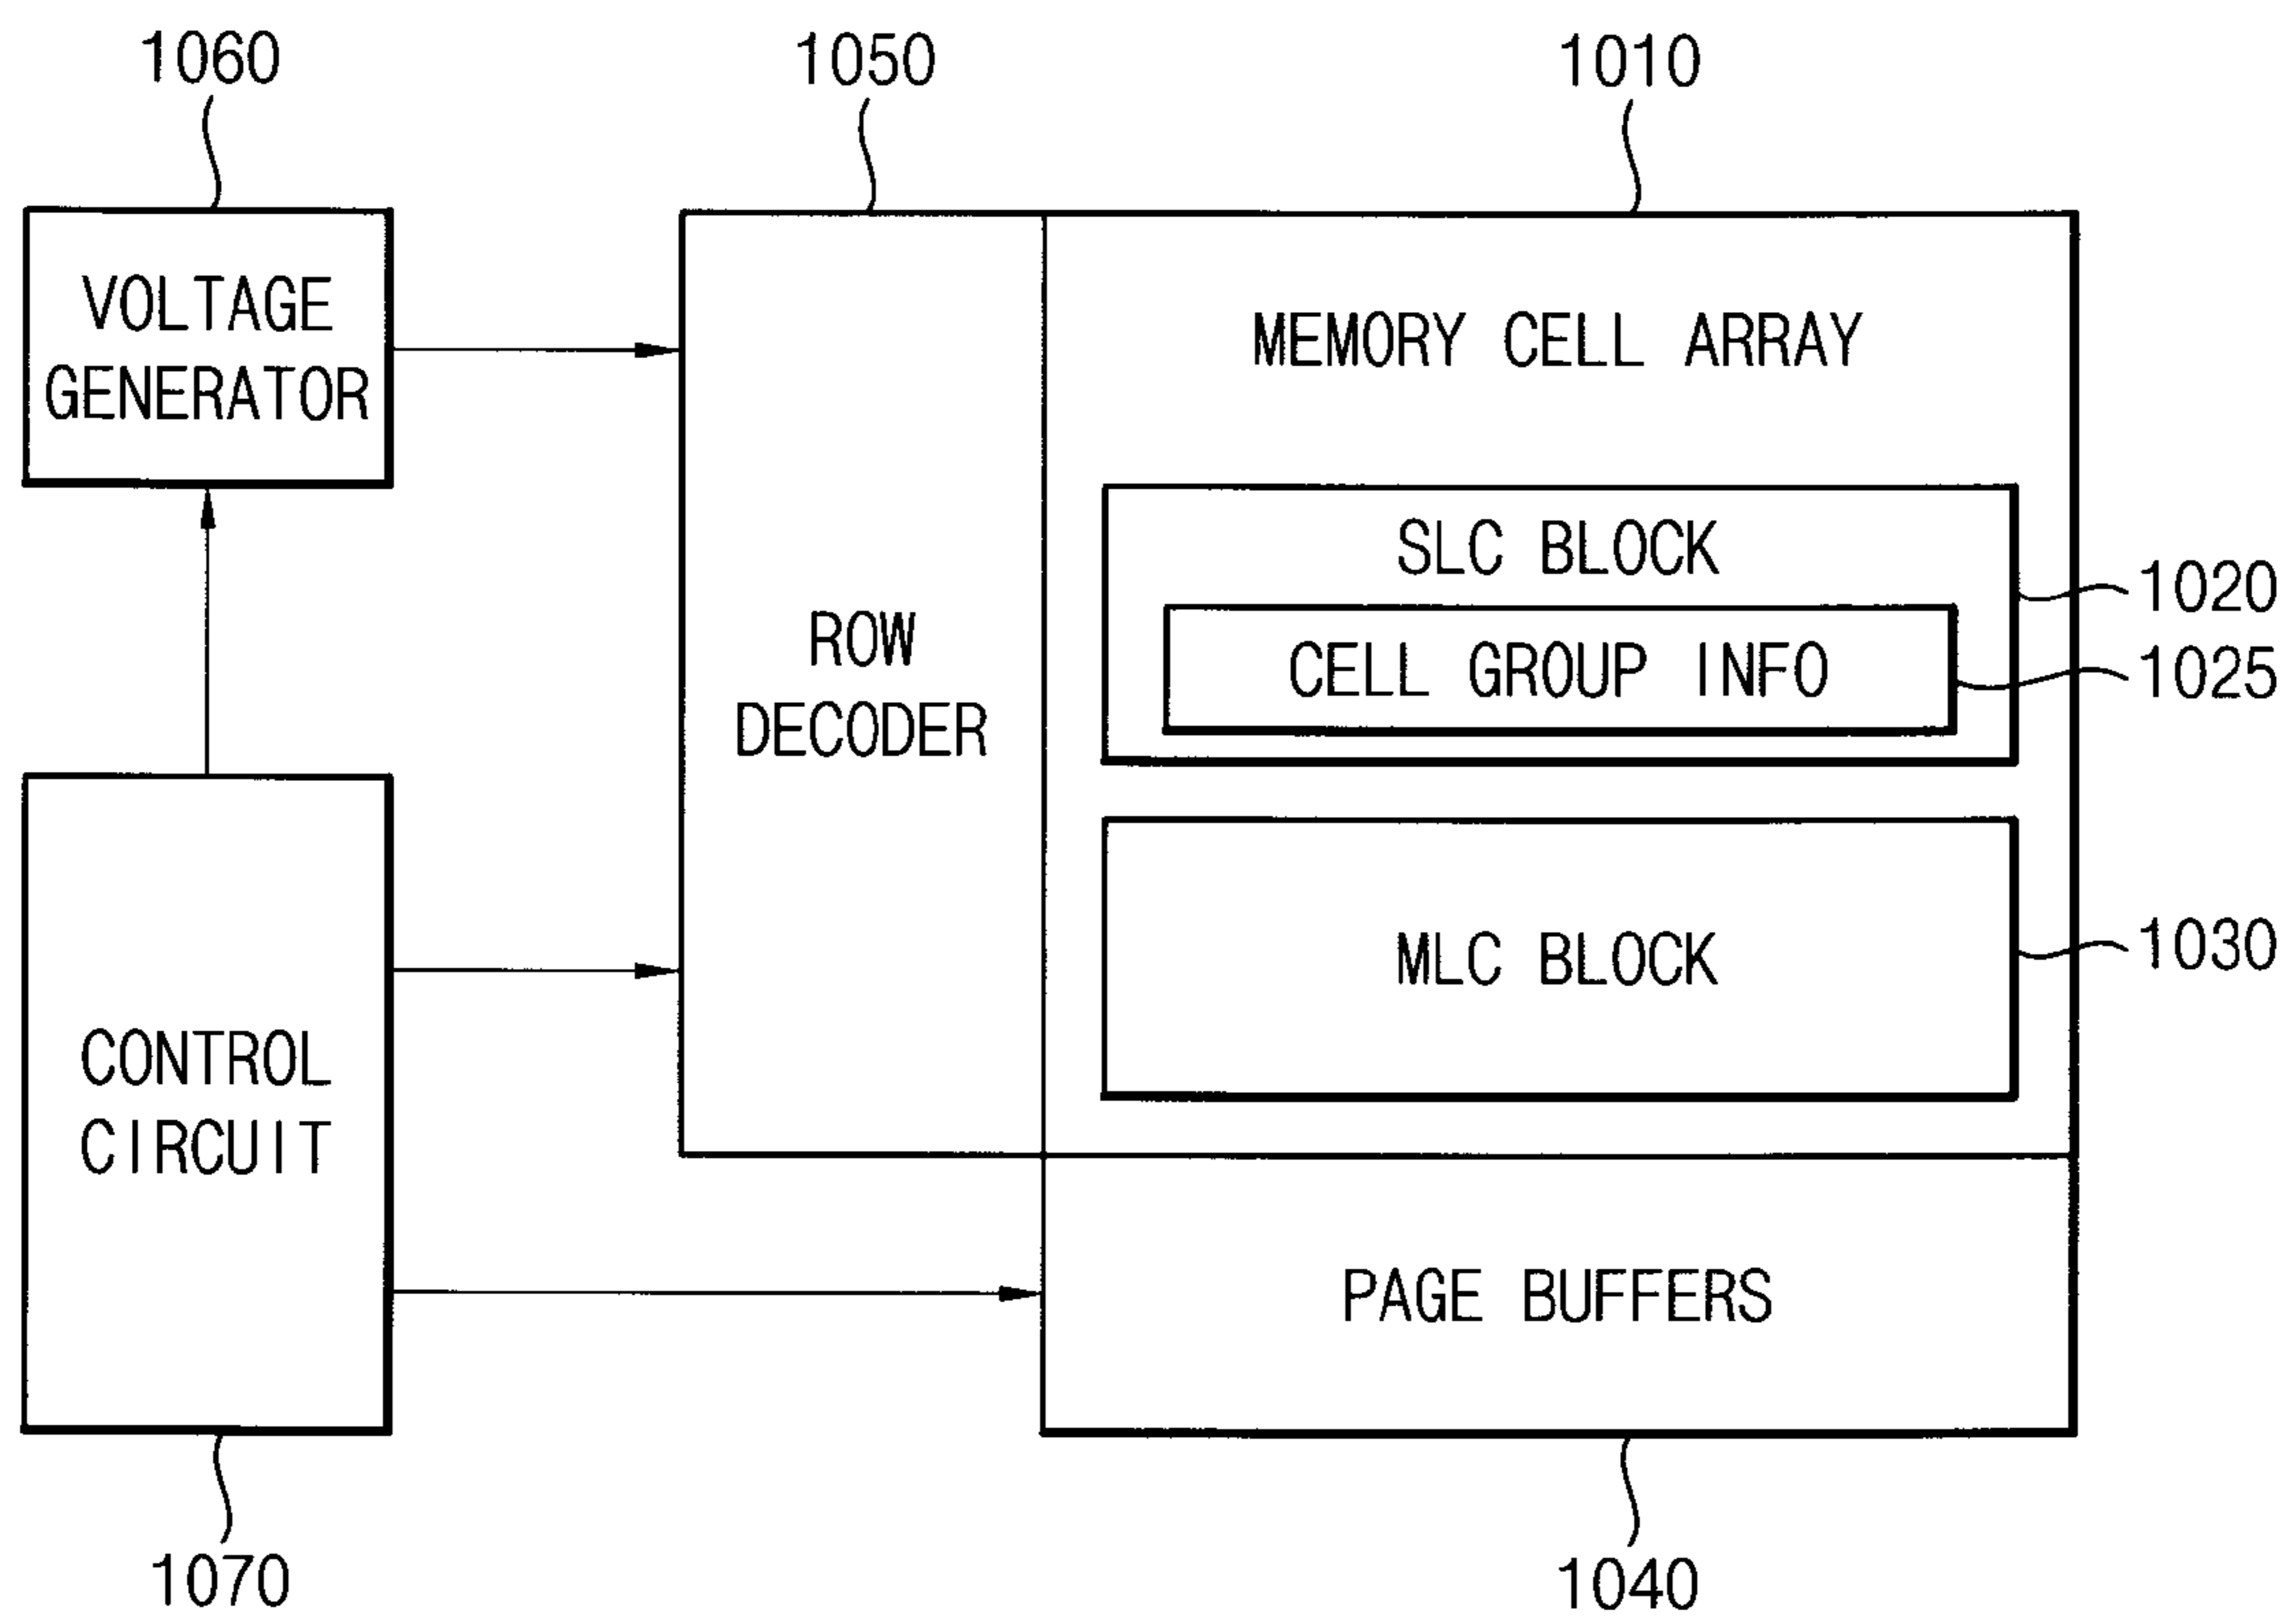 1060
1050
1010
VOLTAGE
GENERATOR
MEMORY CELL ARRAY
SLC BLOCK
1020
CELL GROUP INFO
1025
ROW
DECODER
MLC BLOCK
1030
CONTROL
CIRCUIT
PAGE BUFFERS
1070
1040